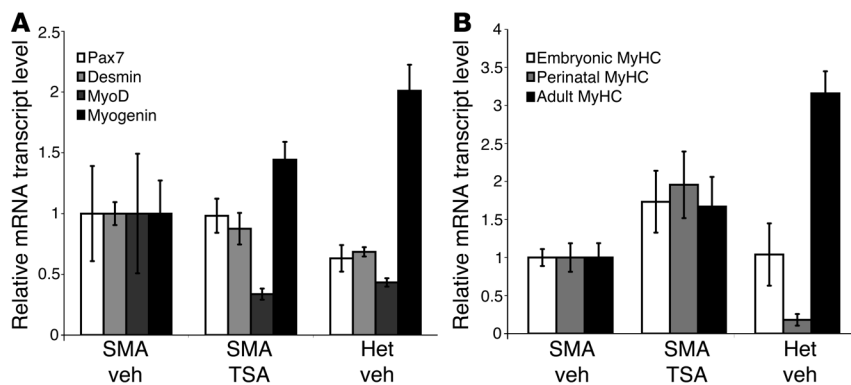 A
Relative mRNA transcript level
2.5
2
1.5
1
0.5
0
Pax7
Desmin
MyoD
Myogenin
SMA
veh
SMA
TSA
Het
veh
B
Relative mRNA transcript level
4
3.5
3
2.5
2
1.5
1
0.5
0
Embryonic MyHC
Perinatal MyHC
Adult MyHC
SMA
veh
SMA
TSA
Het
veh